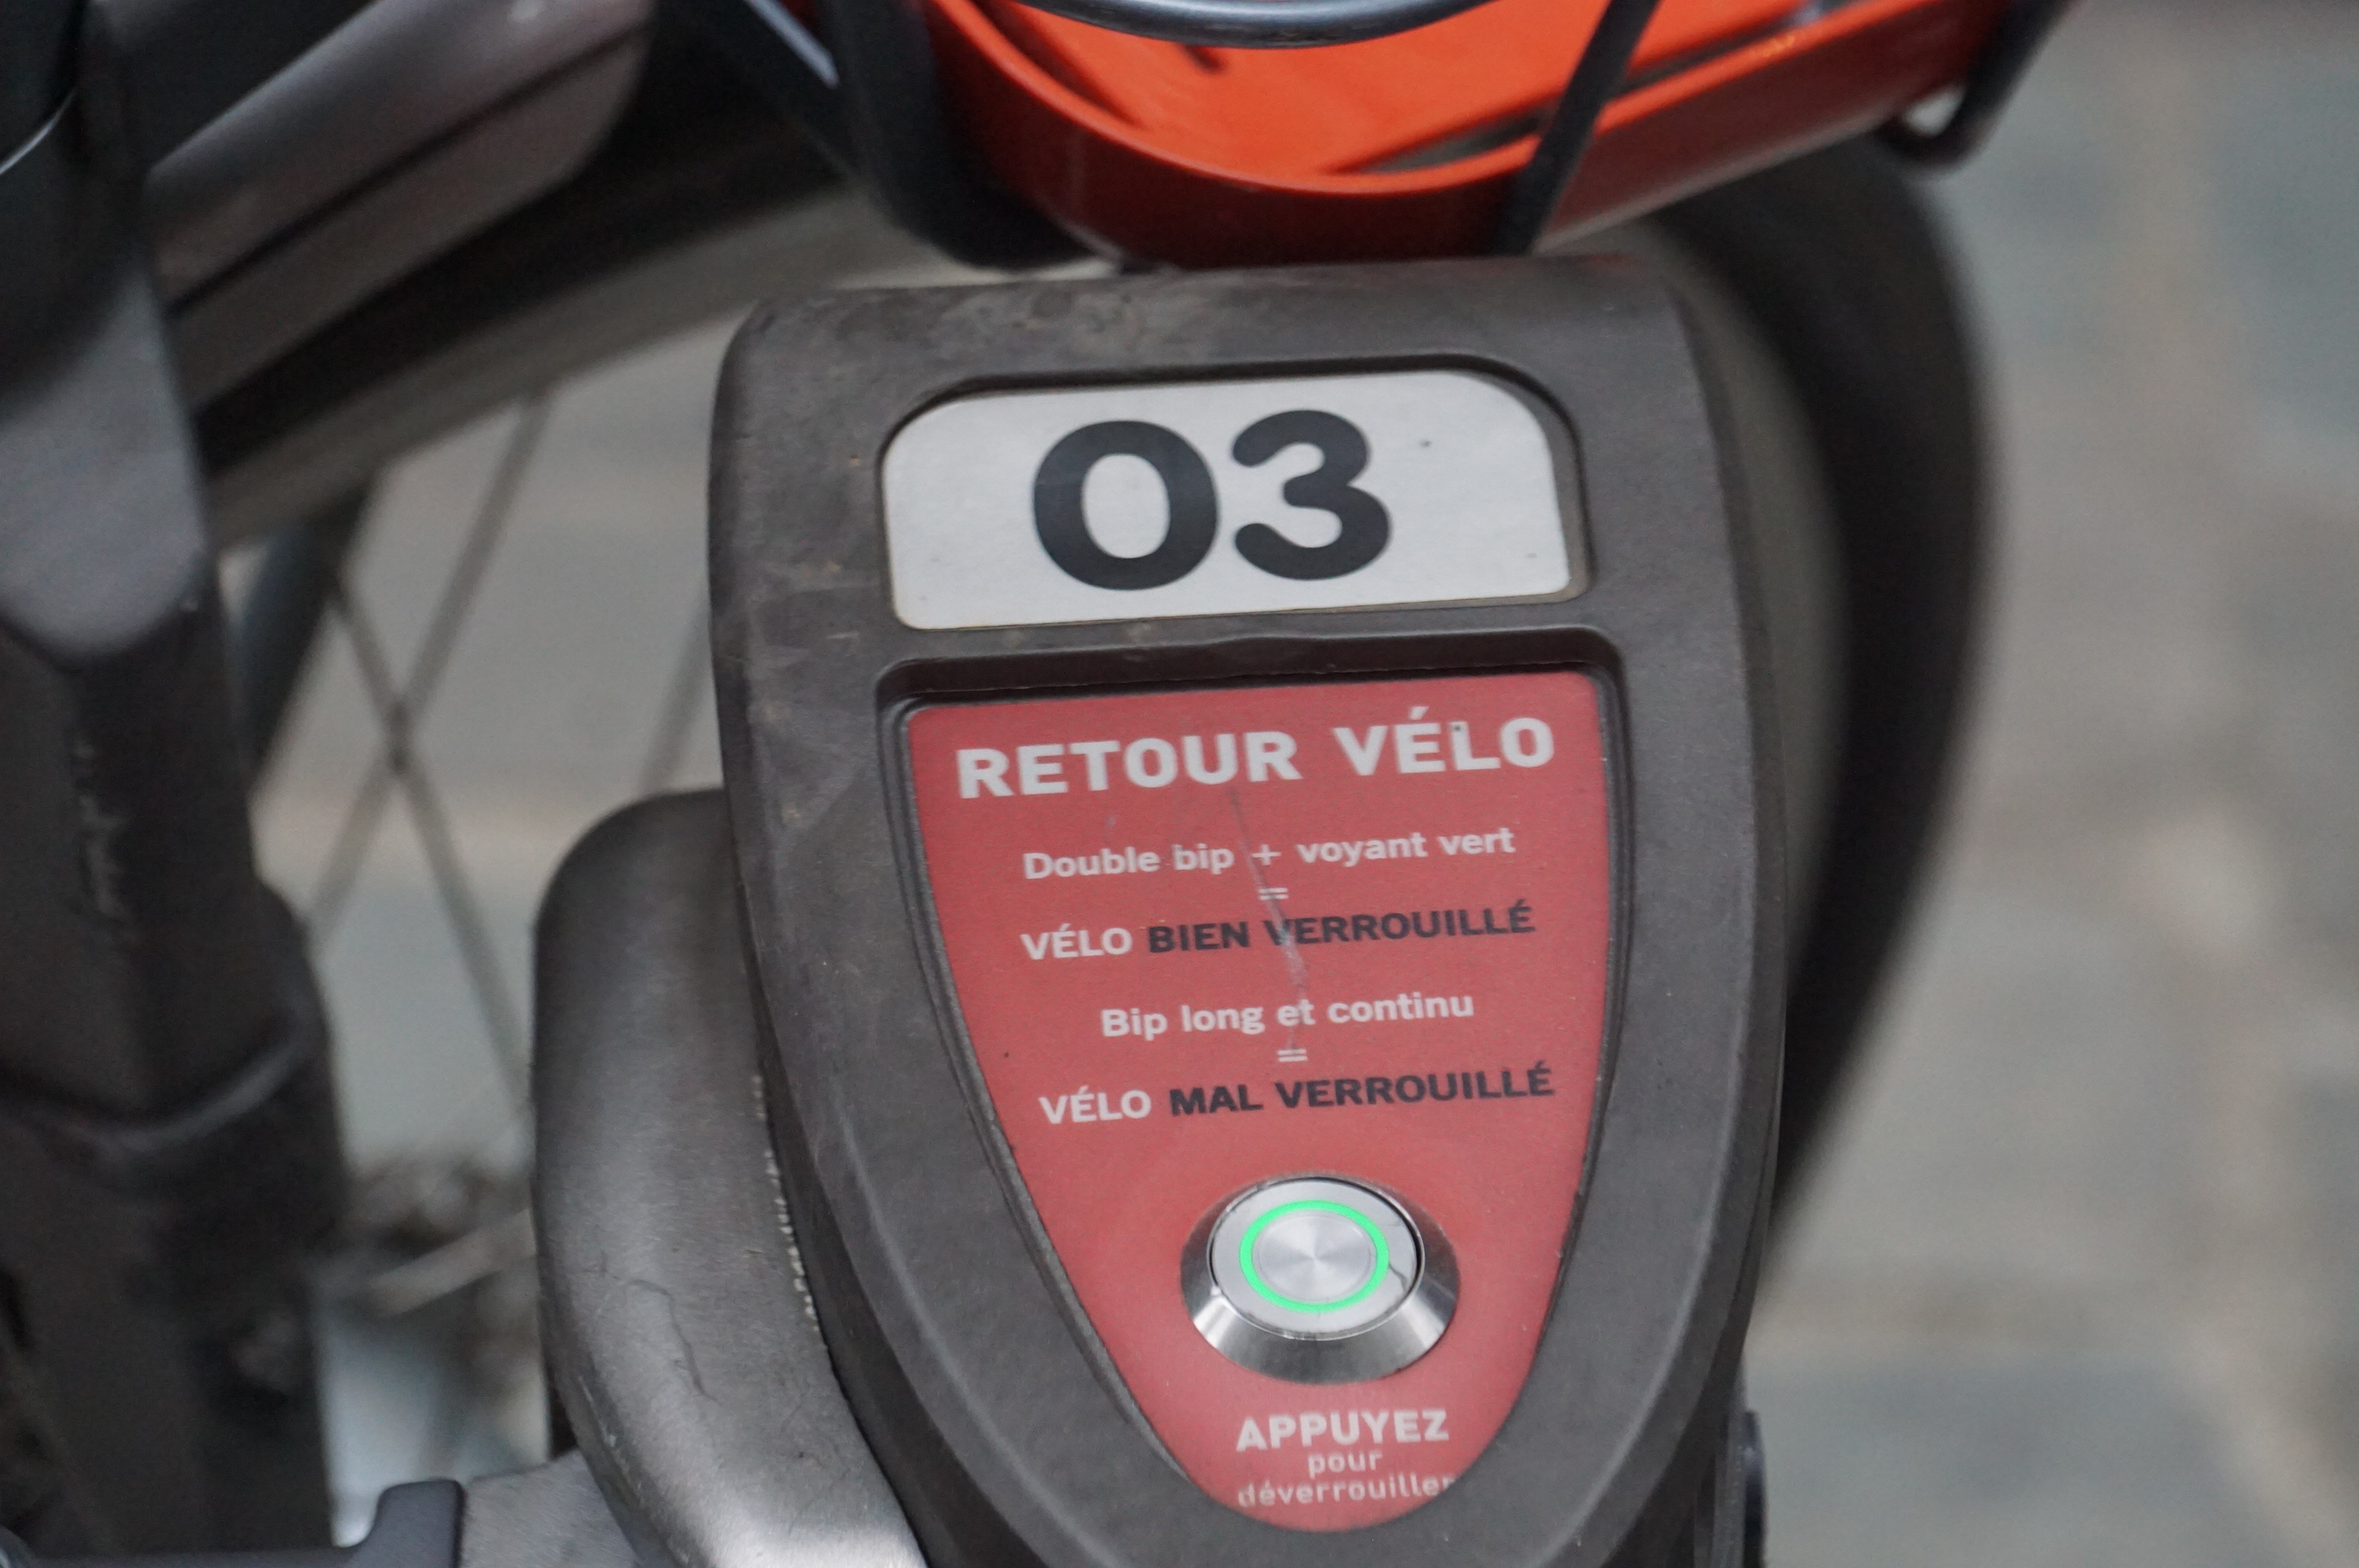 03
RETOUR VÉLO
Double bip + voyant vert
=
VÉLO BIEN VERROUILLÉ
Bip long et continu
=
VÉLO MAL VERROUILLÉ
APPUYEZ
pour
déverrouiller